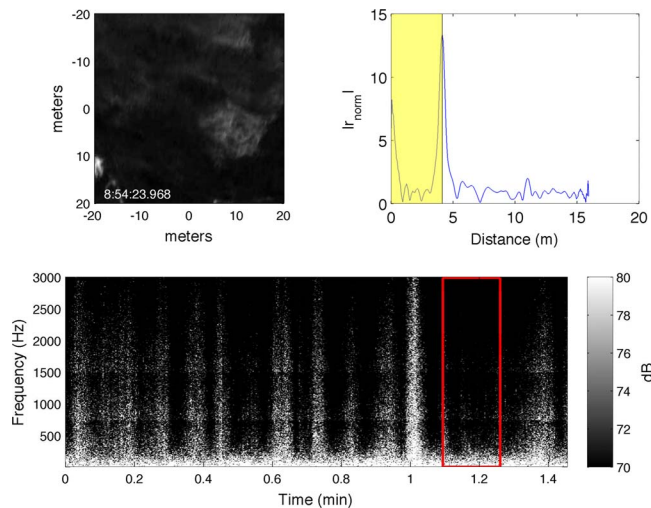 -20
-10
0
10
20
meters
8:54:23.968
-20 -10 0 10 20
meters
15
10
5
0
|r norm|
0 5 10 15 20
Distance (m)
3000
2500
2000
1500
1000
500
Frequency (Hz)
0 0.2 0.4 0.6 0.8 1 1.2 1.4
Time (min)
80
78
76
74
72
70
dB